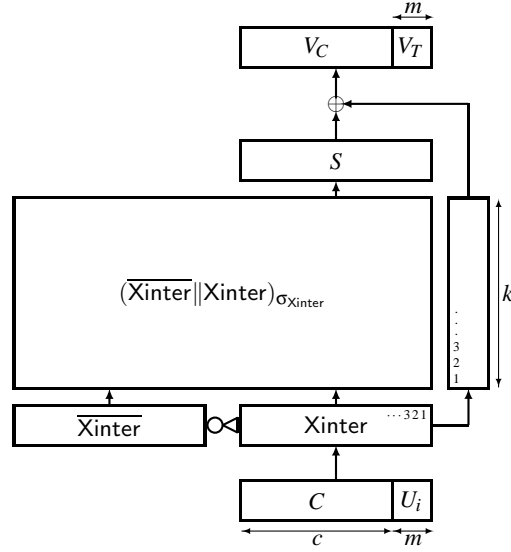 m
V_C V_T
⊕
S
(\overline{Xinter}∥Xinter)_{σ_{Xinter}}
k
.
.
.
3
2
1
\overline{Xinter} Xinter ···321
C U_i
c m